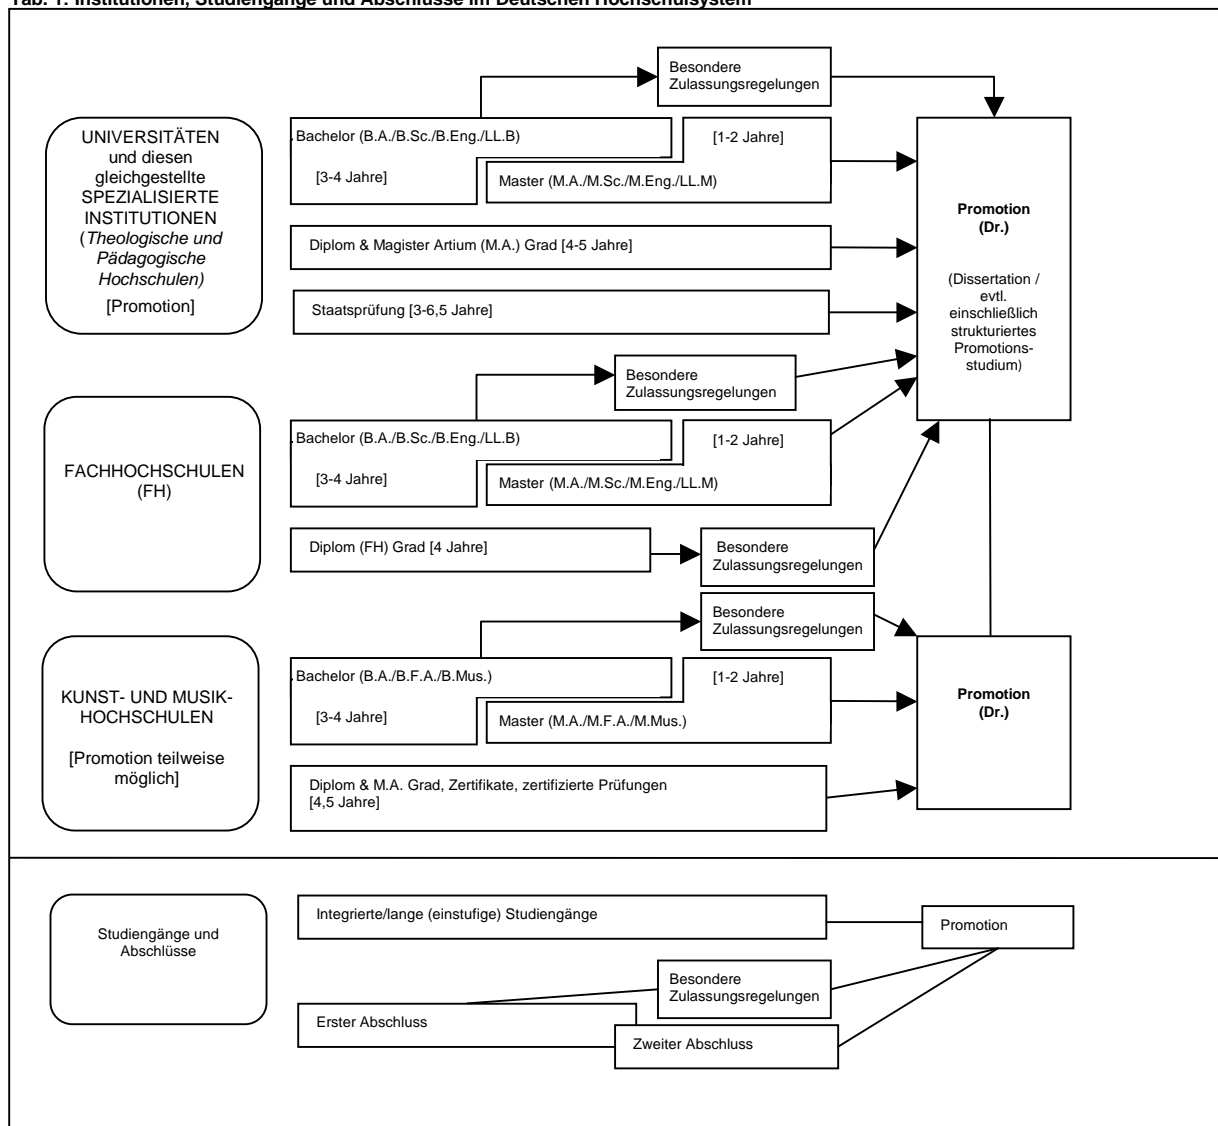 Tab. 1: Institutionen, Studiengänge und Abschlüsse im Deutschen Hochschulsystem
Besondere
Zulassungsregelungen
UNIVERSITÄTEN
und diesen
gleichgestellte
SPEZIALISIERTE
INSTITUTIONEN
(Theologische und
Pädagogische
Hochschulen)
[Promotion]
Bachelor (B.A./B.Sc./B.Eng./LL.B)
[3-4 Jahre]
[1-2 Jahre]
Master (M.A./M.Sc./M.Eng./LL.M)
Diplom & Magister Artium (M.A.) Grad [4-5 Jahre]
Staatsprüfung [3-6,5 Jahre]
Promotion
(Dr.)
(Dissertation /
evtl.
einschließlich
strukturiertes
Promotions-
studium)
Besondere
Zulassungsregelungen
FACHHOCHSCHULEN
(FH)
Bachelor (B.A./B.Sc./B.Eng./LL.B)
[3-4 Jahre]
[1-2 Jahre]
Master (M.A./M.Sc./M.Eng./LL.M)
Diplom (FH) Grad [4 Jahre]
Besondere
Zulassungsregelungen
Besondere
Zulassungsregelungen
KUNST- UND MUSIK-
HOCHSCHULEN
[Promotion teilweise
möglich]
Bachelor (B.A./B.F.A./B.Mus.)
[3-4 Jahre]
[1-2 Jahre]
Master (M.A./M.F.A./M.Mus.)
Diplom & M.A. Grad, Zertifikate, zertifizierte Prüfungen
[4,5 Jahre]
Promotion
(Dr.)
Studiengänge und
Abschlüsse
Integrierte/lange (einstufige) Studiengänge
Promotion
Besondere
Zulassungsregelungen
Erster Abschluss
Zweiter Abschluss